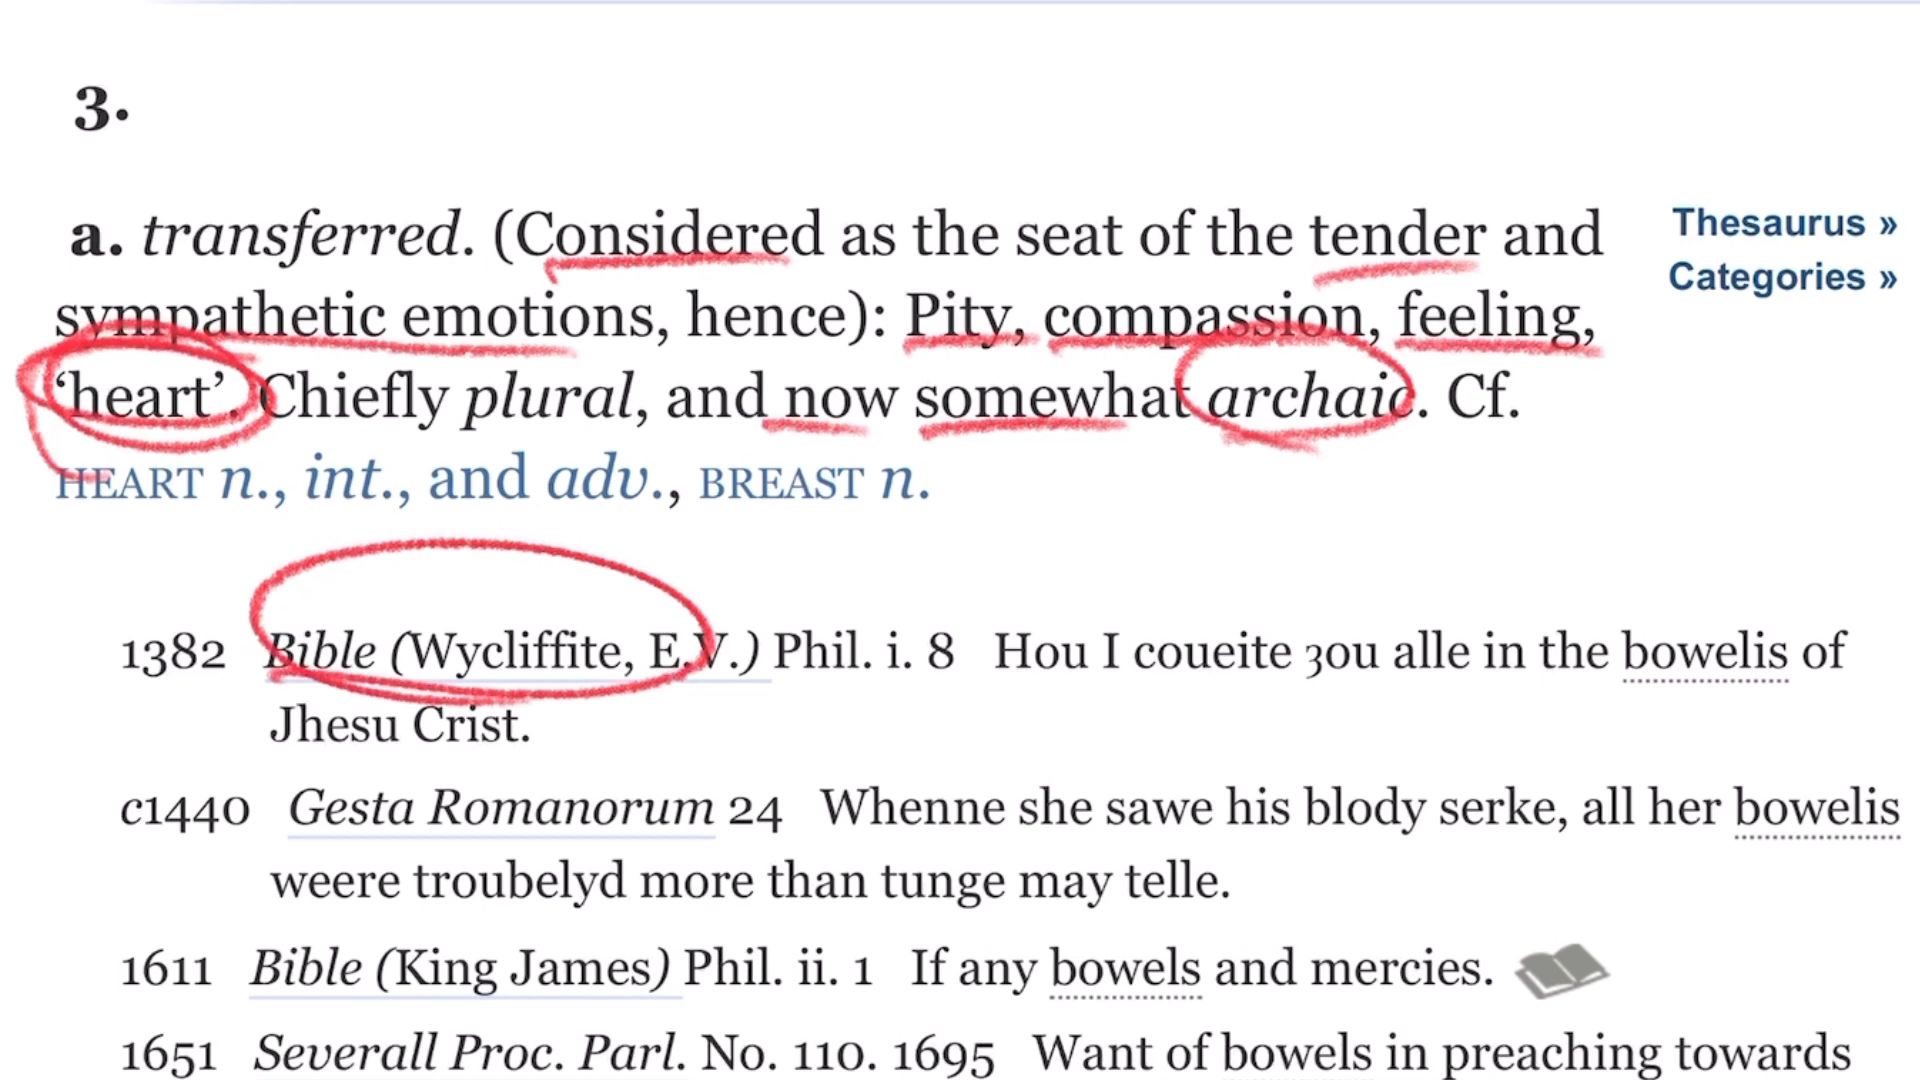 3.
a. transferred. (Considered as the seat of the tender and
sympathetic emotions, hence): Pity, compassion, feeling,
‘heart’. Chiefly plural, and now somewhat archaic. Cf.
HEART n., int., and adv., BREAST n.
Thesaurus »
Categories »
1382 Bible (Wycliffite, E.V.) Phil. i. 8 Hou I coueite ȝou alle in the bowelis of
Jhesu Crist.
c1440 Gesta Romanorum 24 Whenne she sawe his blody serke, all her bowelis
weere troubelyd more than tunge may telle.
1611 Bible (King James) Phil. ii. 1 If any bowels and mercies.
1651 Severall Proc. Parl. No. 110. 1695 Want of bowels in preaching towards